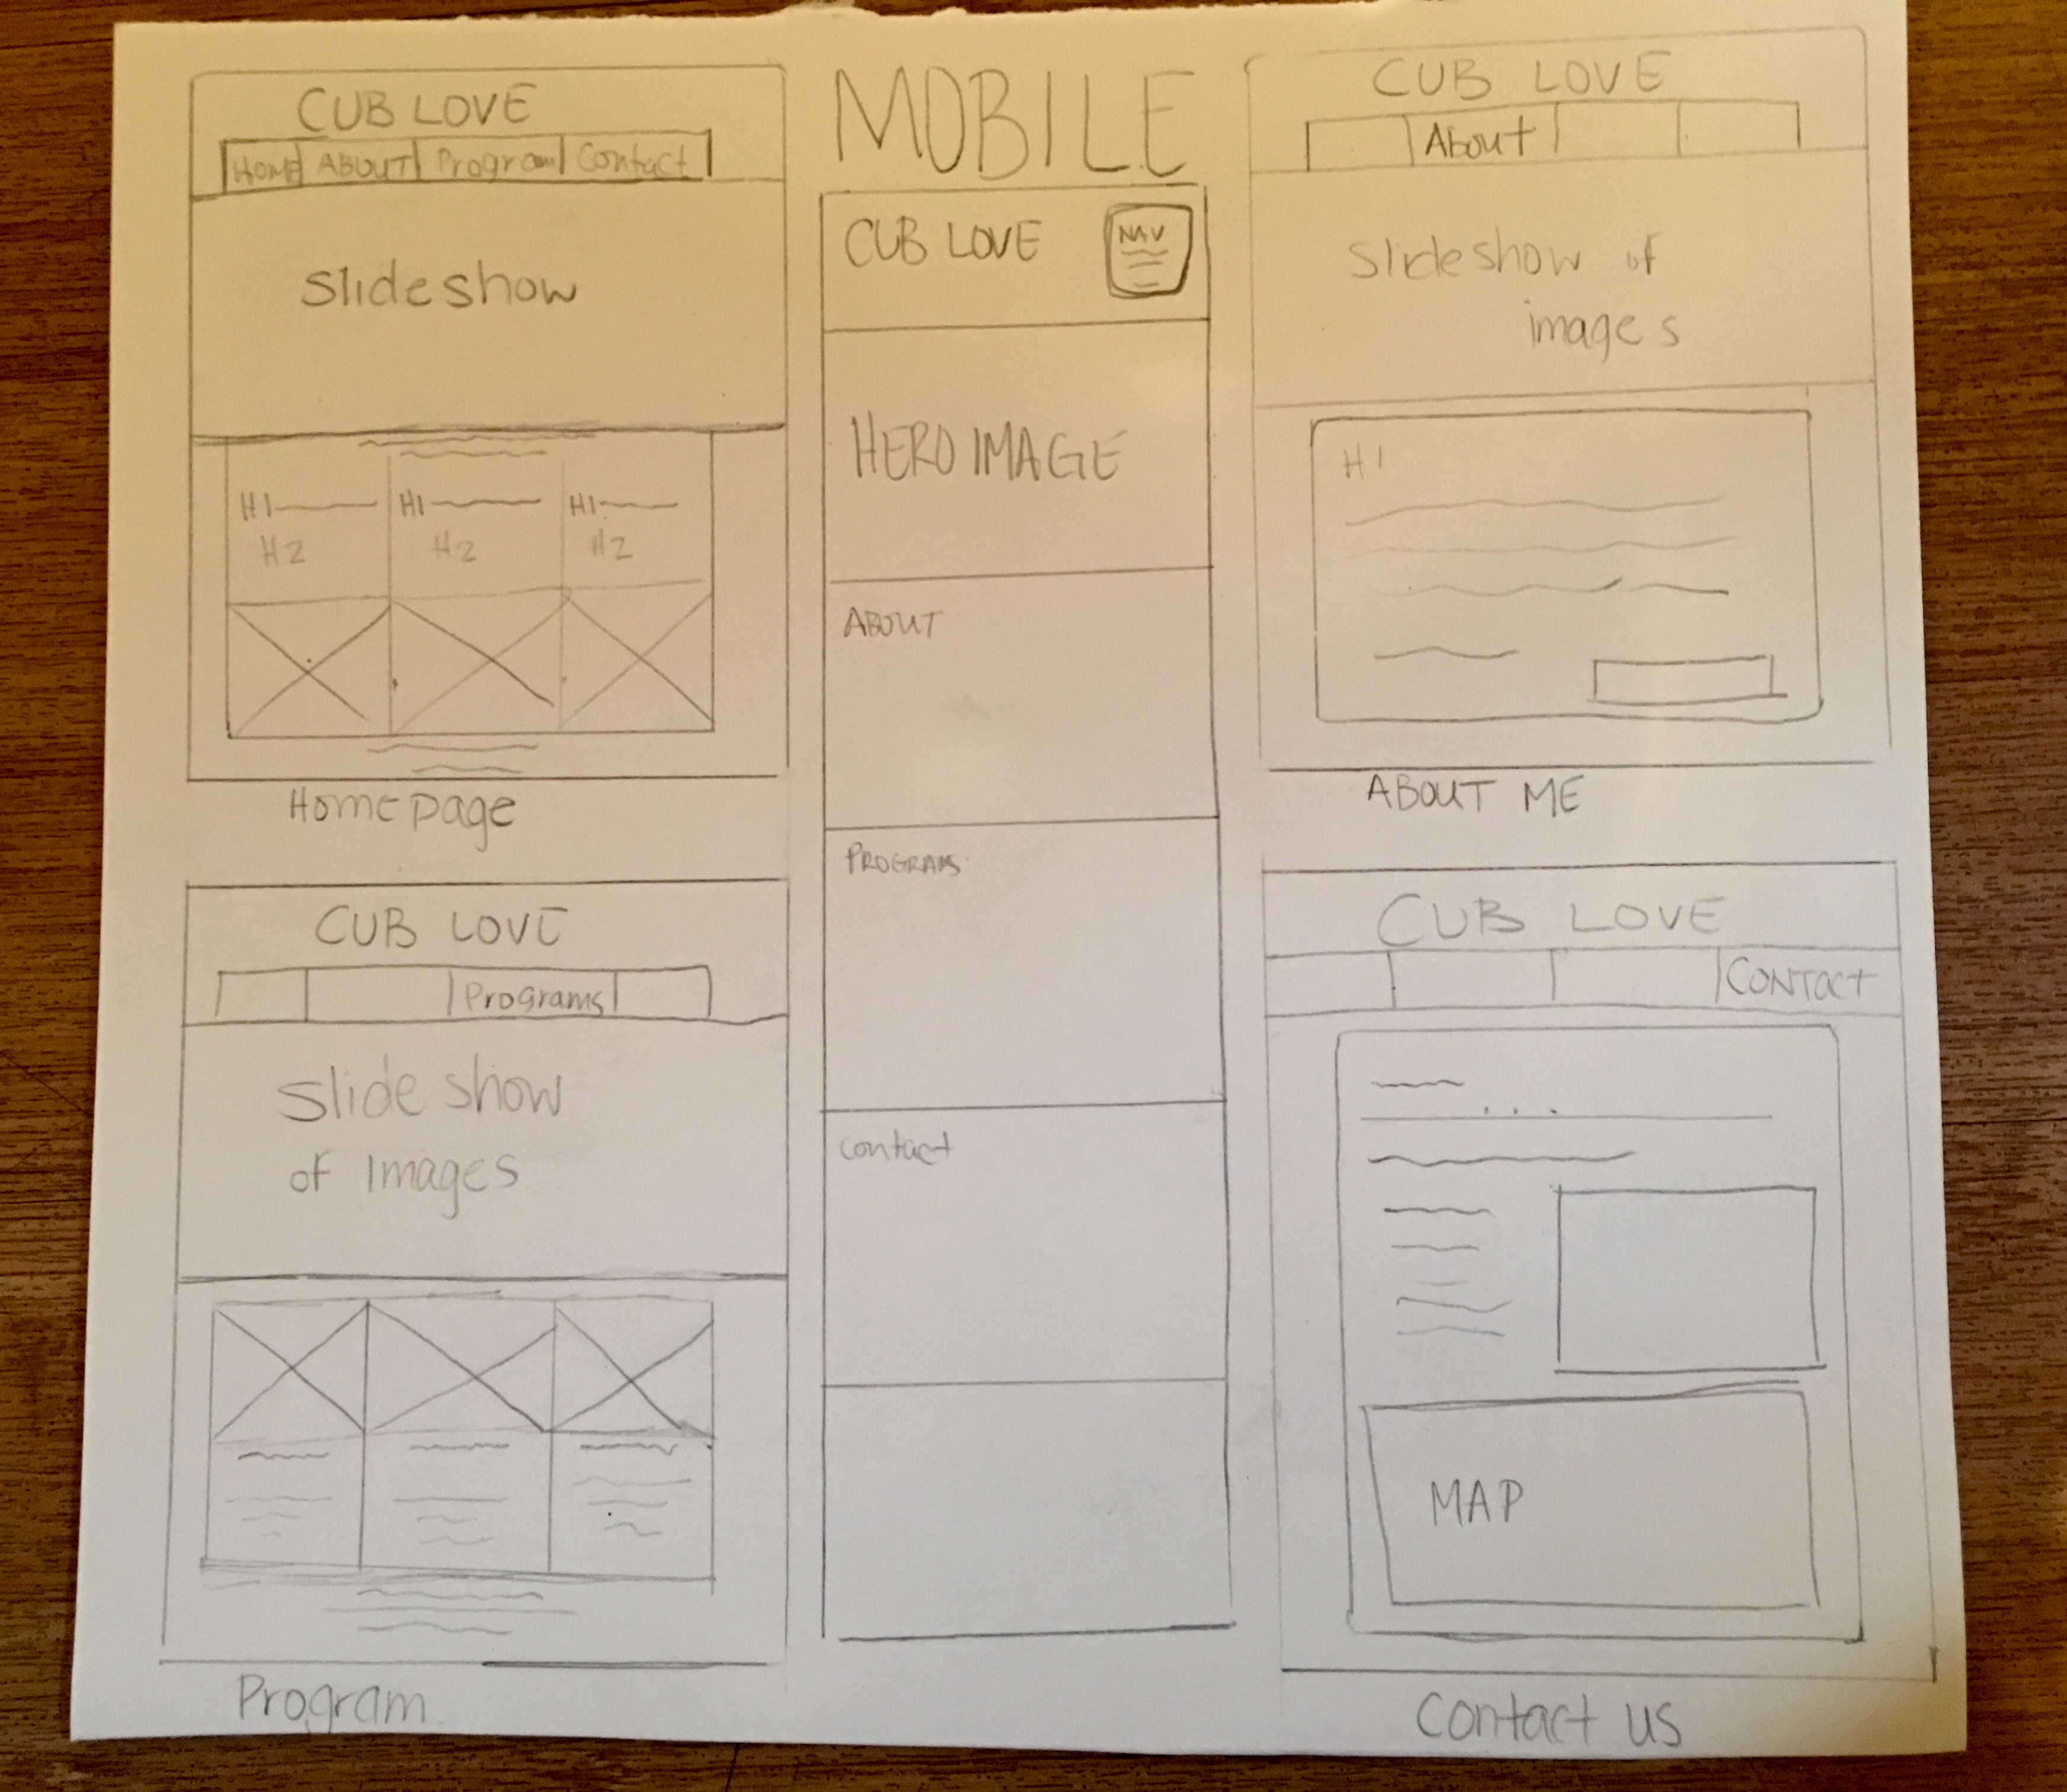 CUB LOVE
HOME ABOUT Program Contact
Slideshow
H1 H1 H1
H2 H2 H2
Homepage
CUB LOVE
Programs
Slide show
of Images
Program
MOBILE
CUB LOVE
NAV
HERO IMAGE
ABOUT
PROGRAMS
Contact
CUB LOVE
About
Slideshow of
images
H1
ABOUT ME
CUB LOVE
CONTACT
MAP
Contact us